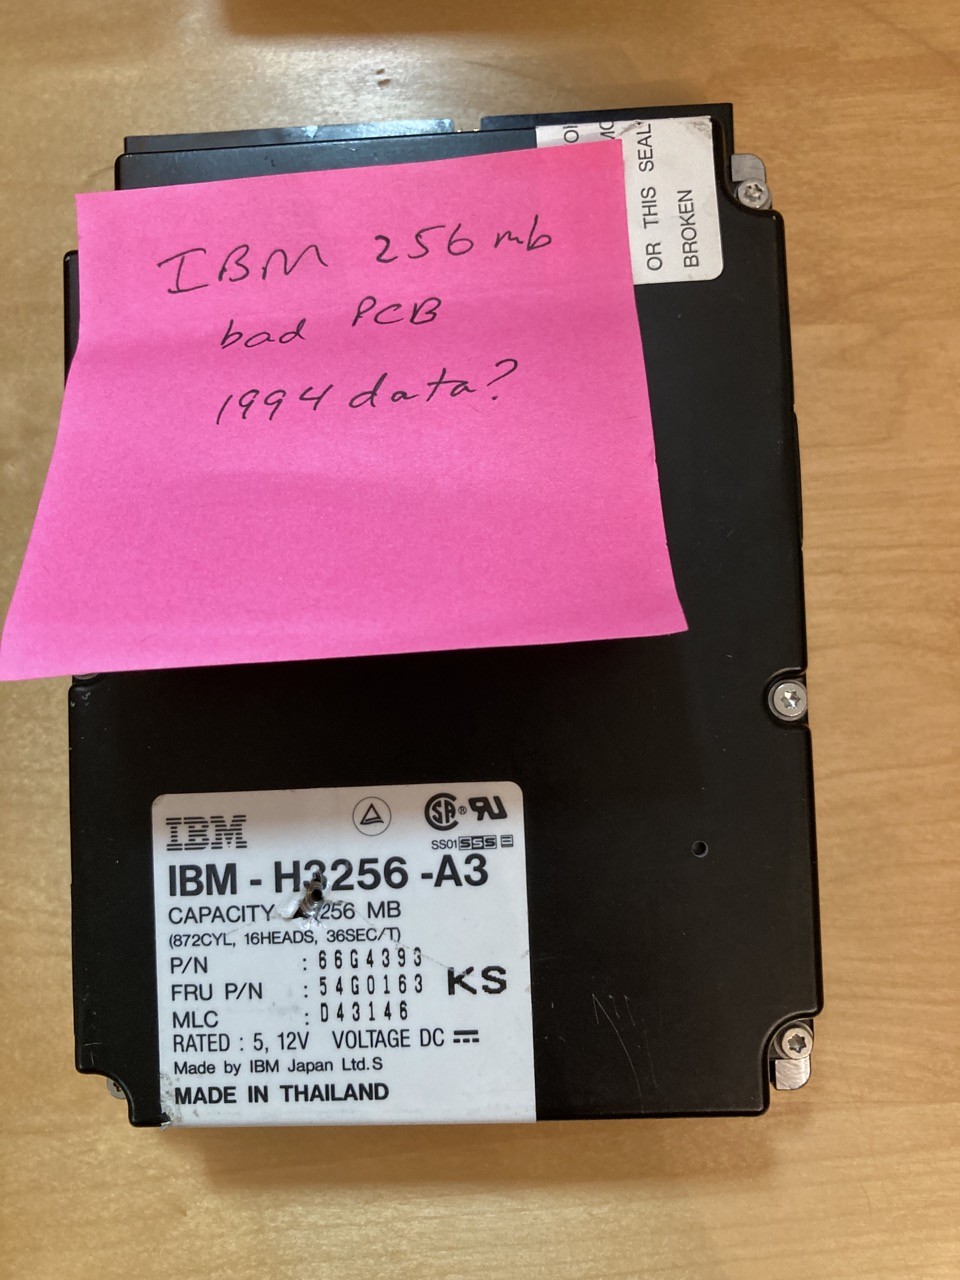 IBM 256 mb
bad PCB
1994 data?
OR THIS SEAL
BROKEN
IBM
SS01
IBM - H3256 -A3
CAPACITY 256 MB
(872CYL, 16HEADS, 36SEC/T)
P/N : 66G4393
FRU P/N : 54G0163
MLC : D43146
KS
RATED : 5, 12V VOLTAGE DC
Made by IBM Japan Ltd.S
MADE IN THAILAND